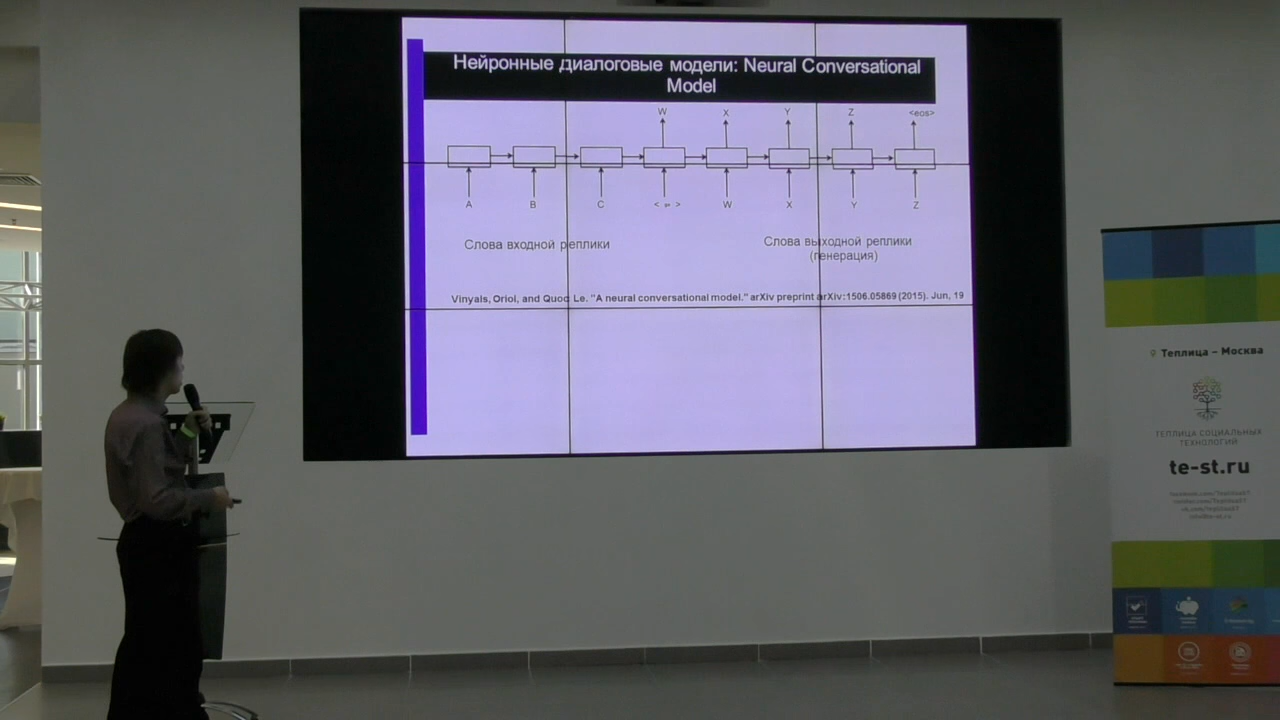 Нейронные диалоговые модели: Neural Conversational
Model
W X Y Z <eos>
A B C W X Y Z
Слова входной реплики
Слова выходной реплики
(генерация)
Vinyals, Oriol, and Quoc Le. "A neural conversational model." arXiv preprint arXiv:1506.05869 (2015). Jun, 19
Теплица – Москва
ТЕПЛИЦА СОЦИАЛЬНЫХ
ТЕХНОЛОГИЙ
te-st.ru